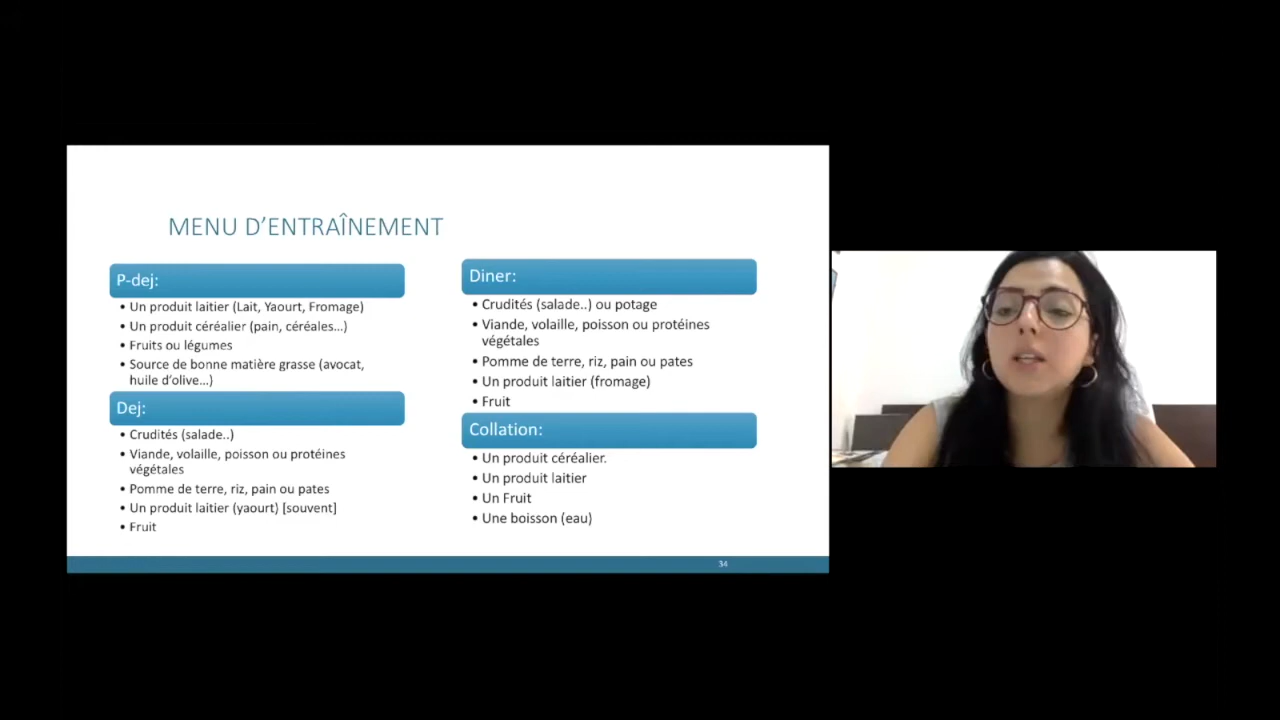 MENU D'ENTRAÎNEMENT
P-dej:
• Un produit laitier (Lait, Yaourt, Fromage)
• Un produit céréalier (pain, céréales...)
• Fruits ou légumes
• Source de bonne matière grasse (avocat,
huile d'olive...)
Dej:
• Crudités (salade..)
• Viande, volaille, poisson ou protéines
végétales
• Pomme de terre, riz, pain ou pates
• Un produit laitier (yaourt) [souvent]
• Fruit
Diner:
• Crudités (salade..) ou potage
• Viande, volaille, poisson ou protéines
végétales
• Pomme de terre, riz, pain ou pates
• Un produit laitier (fromage)
• Fruit
Collation:
• Un produit céréalier.
• Un produit laitier
• Un Fruit
• Une boisson (eau)
34